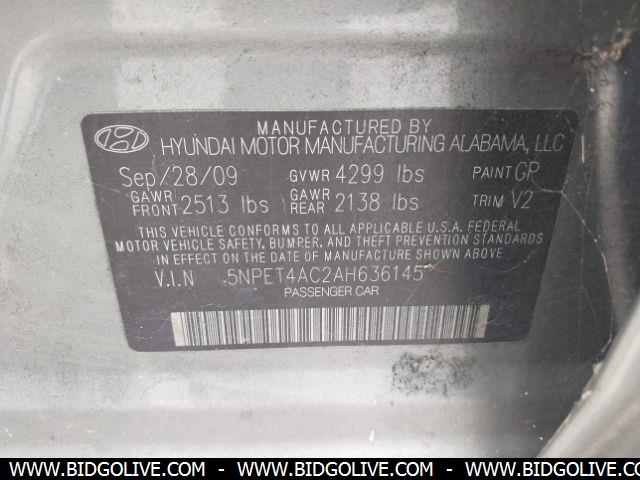 MANUFACTURED BY
HYUNDAI MOTOR MANUFACTURING ALABAMA, LLC
Sep/28/09 GVWR 4299 lbs PAINT GP
GAWR FRONT 2513 lbs GAWR REAR 2138 lbs TRIM V2
THIS VEHICLE CONFORMS TO ALL APPLICABLE U.S.A. FEDERAL
MOTOR VEHICLE SAFETY, BUMPER, AND THEFT PREVENTION STANDARDS
IN EFFECT ON THE DATE OF MANUFACTURE SHOWN ABOVE.
V.I.N 5NPET4AC2AH636145
PASSENGER CAR
WWW.BIDGOLIVE.COM - WWW.BIDGOLIVE.COM - WWW.BIDGOLIVE.COM